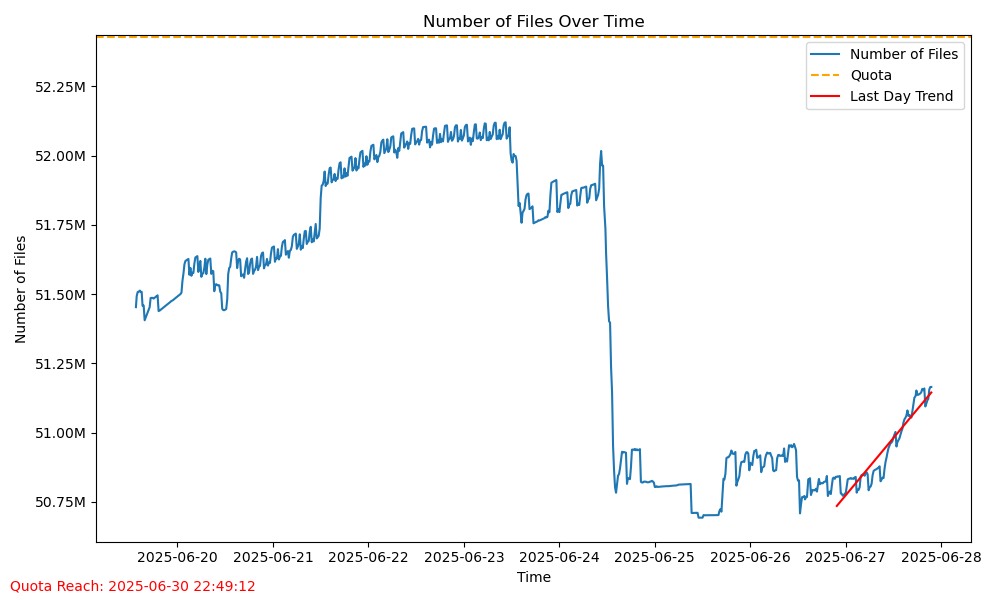 Number of Files Over Time
Number of Files
Quota
Last Day Trend
52.25M
52.00M
51.75M
51.50M
51.25M
51.00M
50.75M
Number of Files
2025-06-20 2025-06-21 2025-06-22 2025-06-23 2025-06-24 2025-06-25 2025-06-26 2025-06-27 2025-06-28
Time
Quota Reach: 2025-06-30 22:49:12